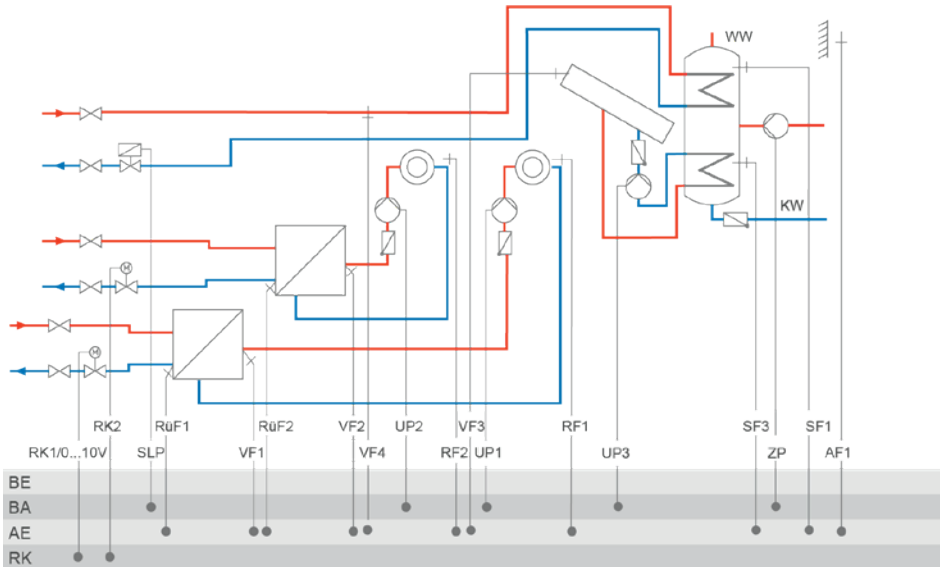 WW
KW
M
M
RK2 RüF1 RüF2 VF2 UP2 VF3 RF1 SF3 SF1
RK1/0...10V SLP VF1 VF4 RF2 UP1 UP3 ZP AF1
BE
BA
AE
RK